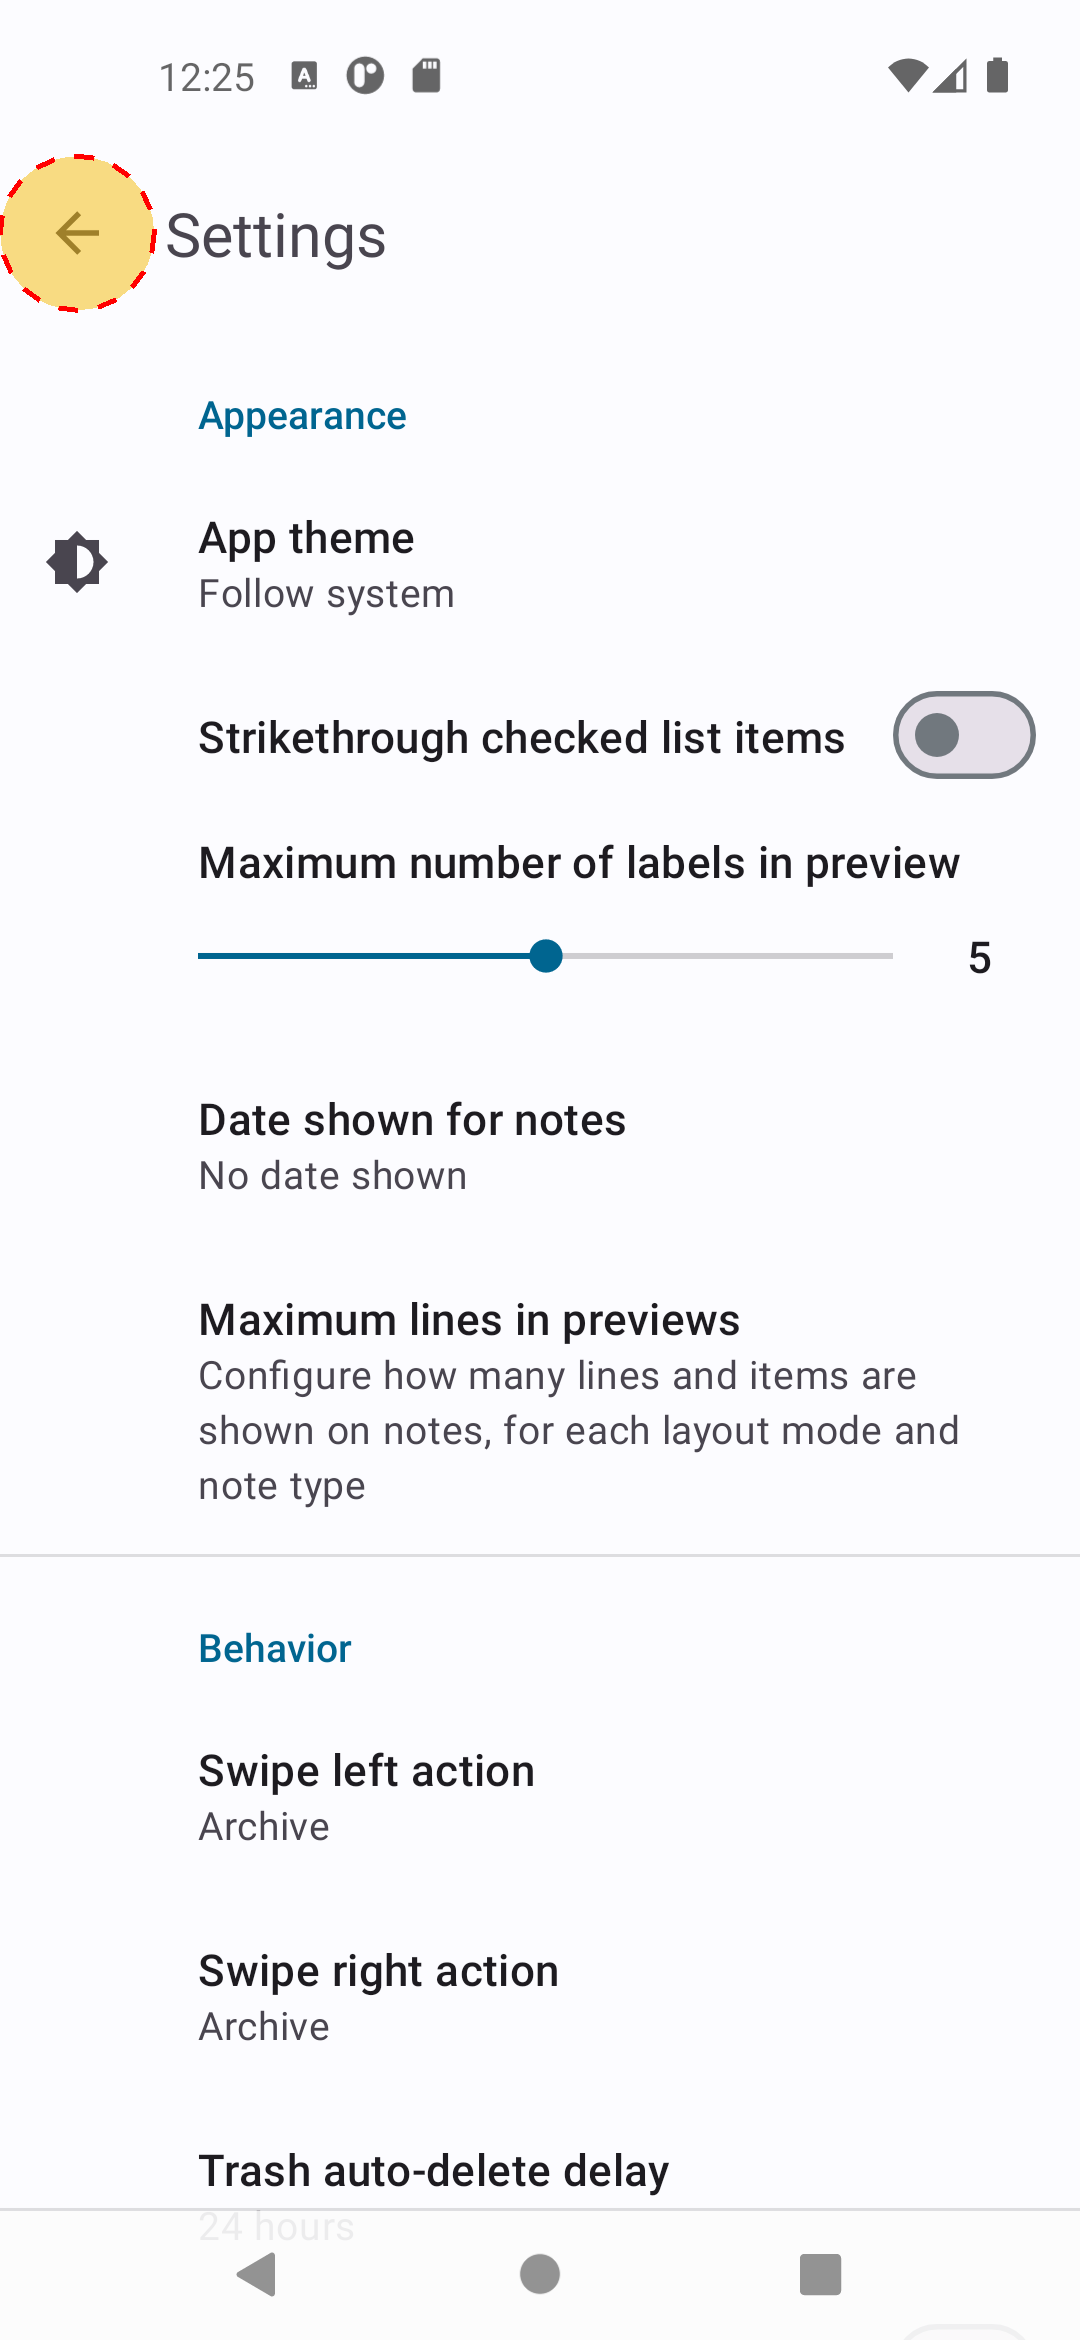 12:25
Settings
Appearance
App theme
Follow system
Strikethrough checked list items
Maximum number of labels in preview
5
Date shown for notes
No date shown
Maximum lines in previews
Configure how many lines and items are
shown on notes, for each layout mode and
note type
Behavior
Swipe left action
Archive
Swipe right action
Archive
Trash auto-delete delay
24 hours